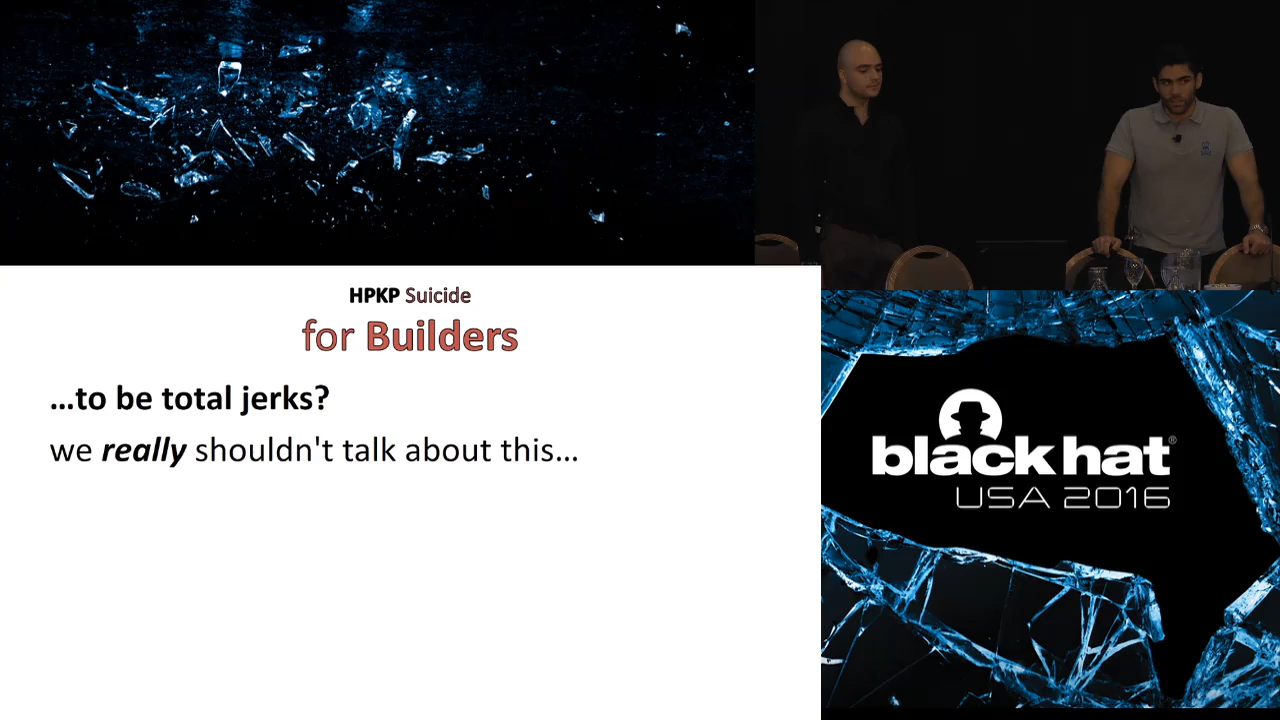 HPKP Suicide
for Builders
...to be total jerks?
we really shouldn't talk about this...
black hat®
USA 2016